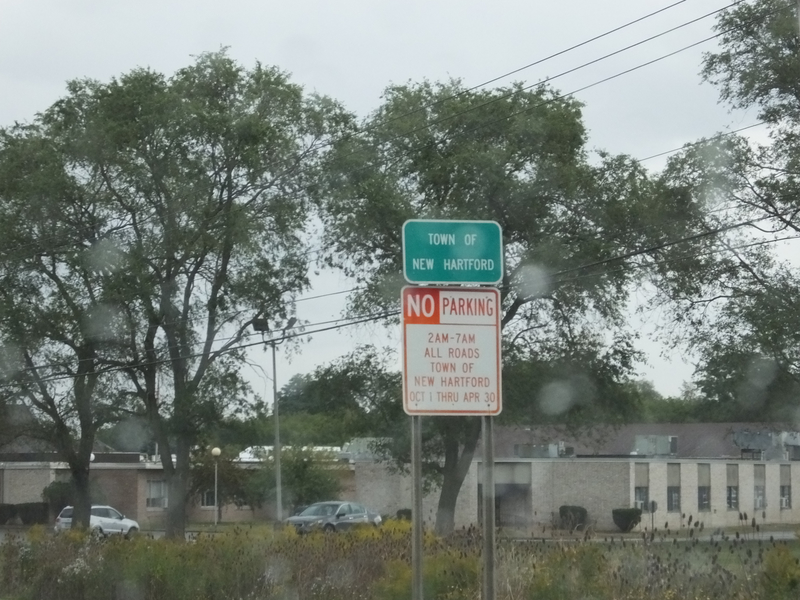 TOWN OF
NEW HARTFORD
NO PARKING
2AM-7AM
ALL ROADS
TOWN OF
NEW HARTFORD
OCT 1 THRU APR 30